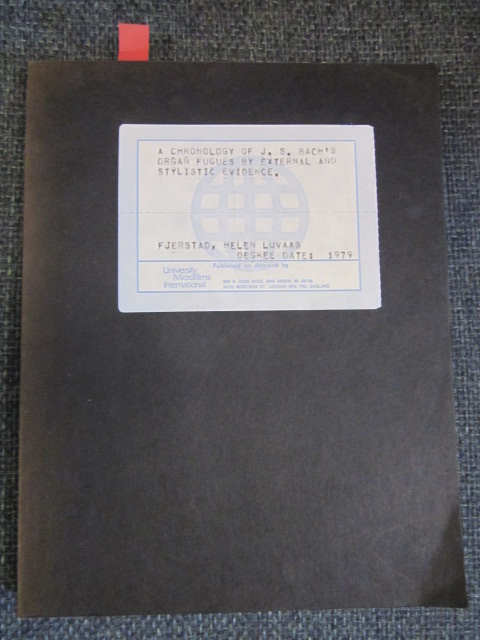 A CHRONOLOGY OF J. S. BACH'S
ORGAN FUGUES BY EXTERNAL AND
STYLISTIC EVIDENCE.
FJERSTAD, HELEN LUVAAS
DEGREE DATE: 1979
Published on demand by
University
Microfilms
International